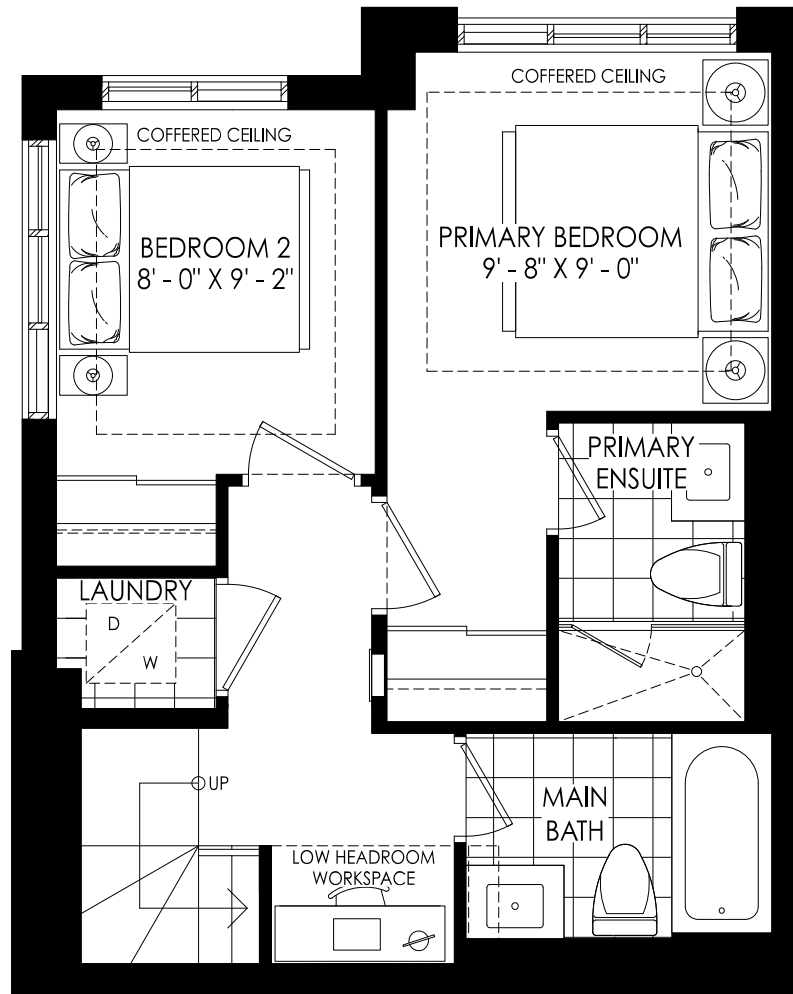 COFFERED CEILING
COFFERED CEILING
BEDROOM 2
8' - 0" X 9' - 2"
PRIMARY BEDROOM
9' - 8" X 9' - 0"
PRIMARY
ENSUITE
LAUNDRY
D
W
UP
MAIN
BATH
LOW HEADROOM
WORKSPACE